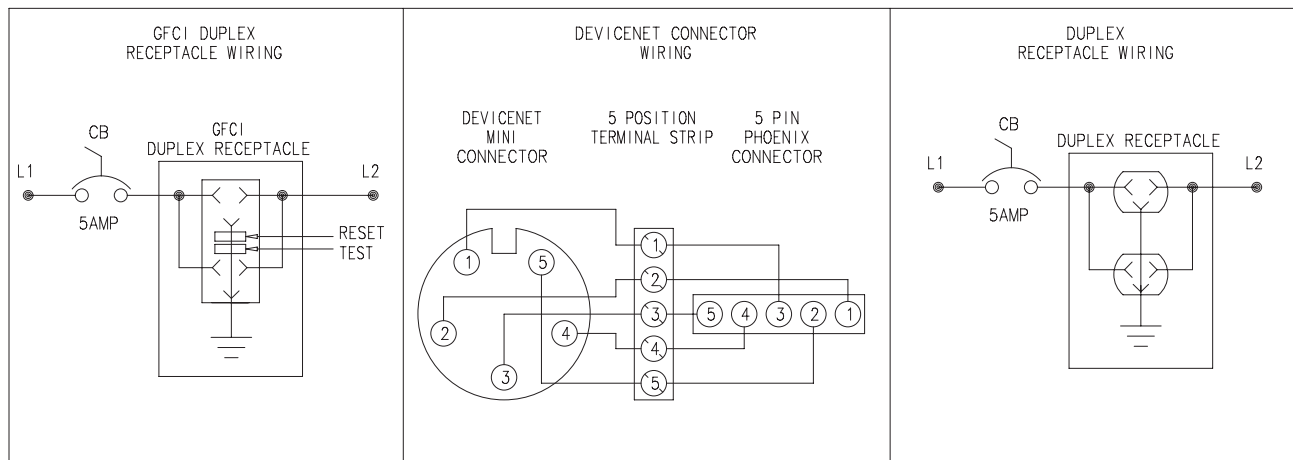 GFCI DUPLEX
RECEPTACLE WIRING
CB
GFCI
DUPLEX RECEPTACLE
L1
L2
5AMP
RESET
TEST
DEVICENET CONNECTOR
WIRING
DEVICENET
MINI
CONNECTOR
5 POSITION
TERMINAL STRIP
5 PIN
PHOENIX
CONNECTOR
1
5
2
4
3
1
2
3
4
5
5 4 3 2 1
DUPLEX
RECEPTACLE WIRING
CB
DUPLEX RECEPTACLE
L1
L2
5AMP